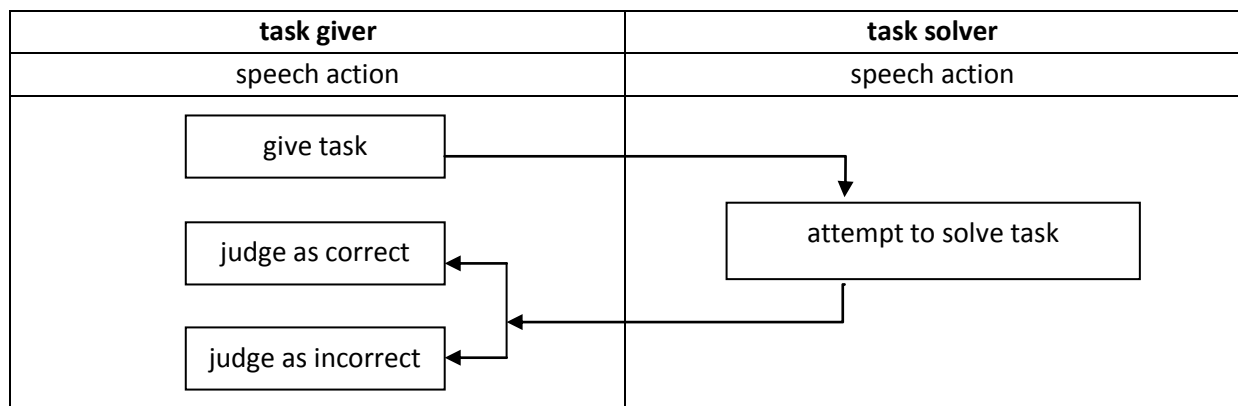 task giver
task solver
speech action
speech action
give task
attempt to solve task
judge as correct
judge as incorrect